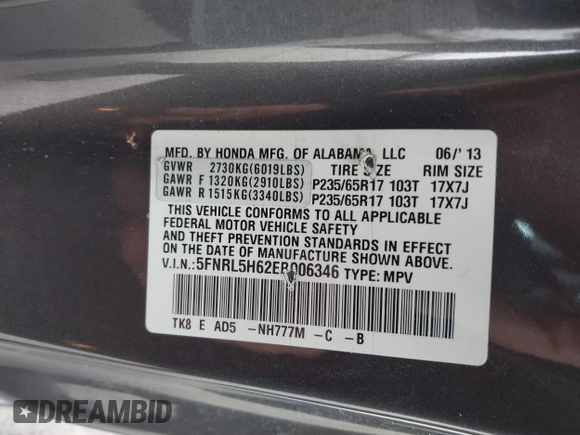 MFD. BY HONDA MFG. OF ALABAMA, LLC 06/'13
GVWR 2730KG(6019LBS) TIRE SIZE RIM SIZE
GAWR F 1320KG(2910LBS) P235/65R17 103T 17X7J
GAWR R 1515KG(3340LBS) P235/65R17 103T 17X7J
THIS VEHICLE CONFORMS TO ALL APPLICABLE
FEDERAL MOTOR VEHICLE SAFETY
AND THEFT PREVENTION STANDARDS IN EFFECT
ON THE DATE OF MANUFACTURE SHOWN ABOVE.
V.I.N.: 5FNRL5H62EB006346 TYPE: MPV
TK8 E AD5 -NH777M -C -B
DREAMBID